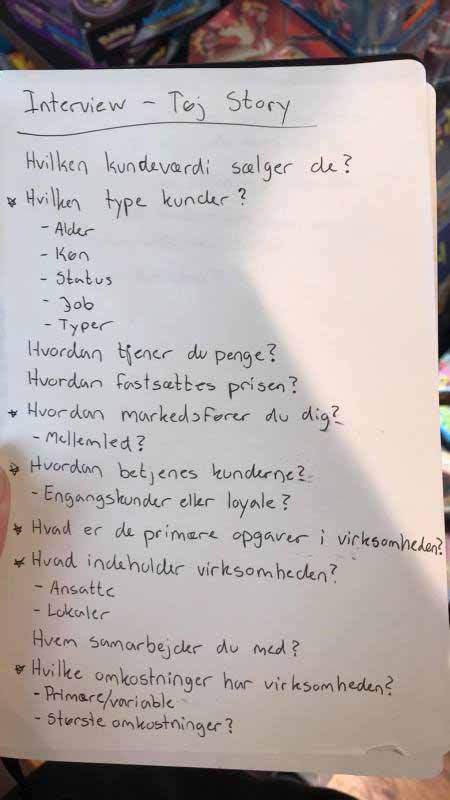 Interview – Tøj Story
Hvilken kundeværdi sælger de?
* Hvilken type kunder?
- Alder
- Køn
- Status
- Job
- Typer
Hvordan tjener du penge?
Hvordan fastsættes prisen?
* Hvordan markedsfører du dig?
- Mellemled?
* Hvordan betjenes kunderne?
- Engangskunder eller loyale?
* Hvad er de primære opgaver i virksomheden?
* Hvad indeholder virksomheden?
- Ansatte
- Lokaler
Hvem samarbejder du med?
* Hvilke omkostninger har virksomheden?
- Primære/variable
- Største omkostninger?